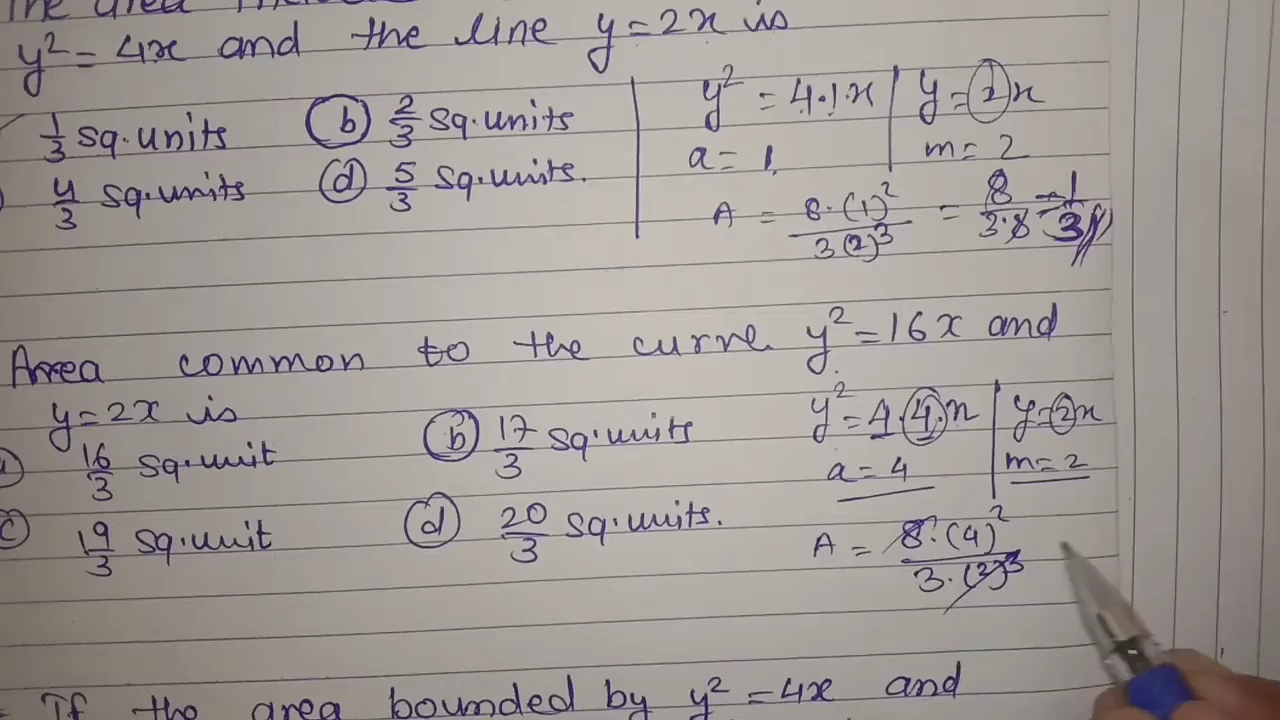 The area
y² = 4x and the line y = 2x is
1/3 sq. units (b) 2/3 sq. units
4/3 sq. units (d) 5/3 sq. units.
y² = 4·1·x | y = 2x
a = 1 | m = 2
A = 8·(1)² / 3(2)³ = 8 / 3·8 = 1/3
Area common to the curve y² = 16x and
y = 2x is
16/3 sq. unit (b) 17/3 sq. units
(c) 19/3 sq. unit (d) 20/3 sq. units.
y² = 4·4·x | y = 2x
a = 4 | m = 2
A = 8·(4)² / 3·(2)³
If the area bounded by y² = 4x and